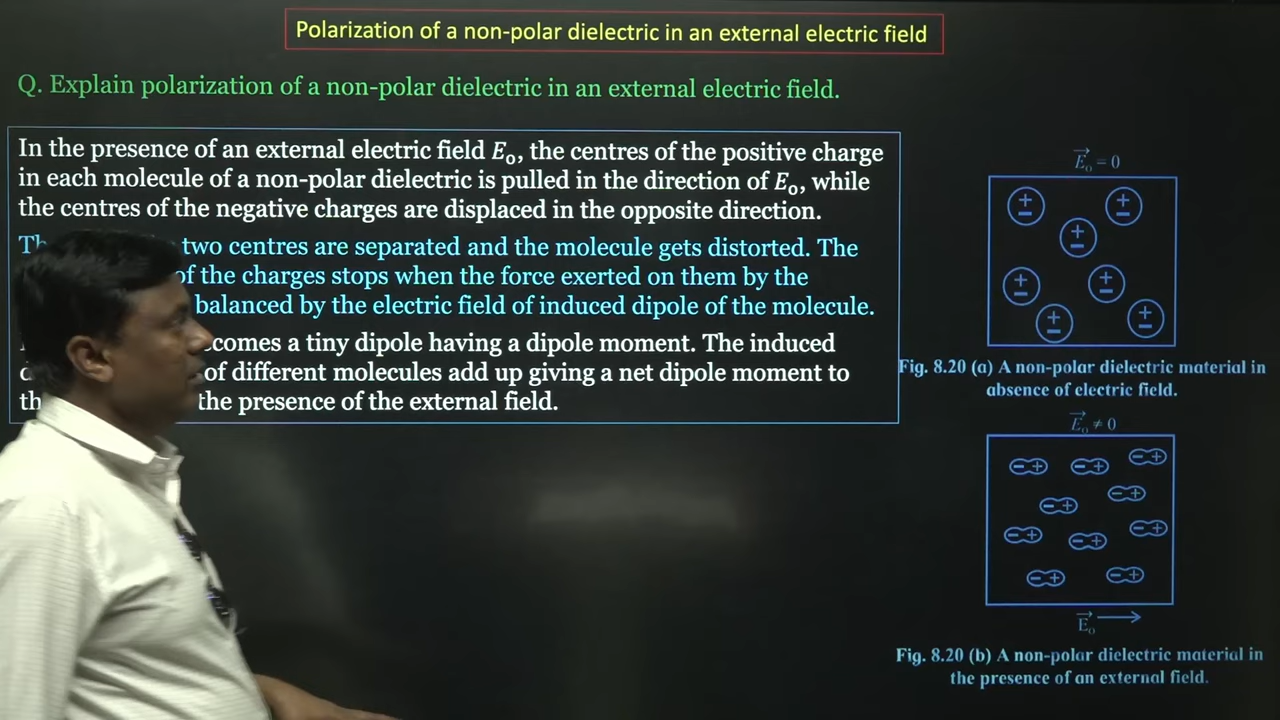 Polarization of a non-polar dielectric in an external electric field
Q. Explain polarization of a non-polar dielectric in an external electric field.
In the presence of an external electric field E₀, the centres of the positive charge
in each molecule of a non-polar dielectric is pulled in the direction of E₀, while
the centres of the negative charges are displaced in the opposite direction.
two centres are separated and the molecule gets distorted. The
of the charges stops when the force exerted on them by the
balanced by the electric field of induced dipole of the molecule.
a tiny dipole having a dipole moment. The induced
of different molecules add up giving a net dipole moment to
the presence of the external field.
E₀ = 0
Fig. 8.20 (a) A non-polar dielectric material in
absence of electric field.
E₀ ≠ 0
E₀
Fig. 8.20 (b) A non-polar dielectric material in
the presence of an external field.